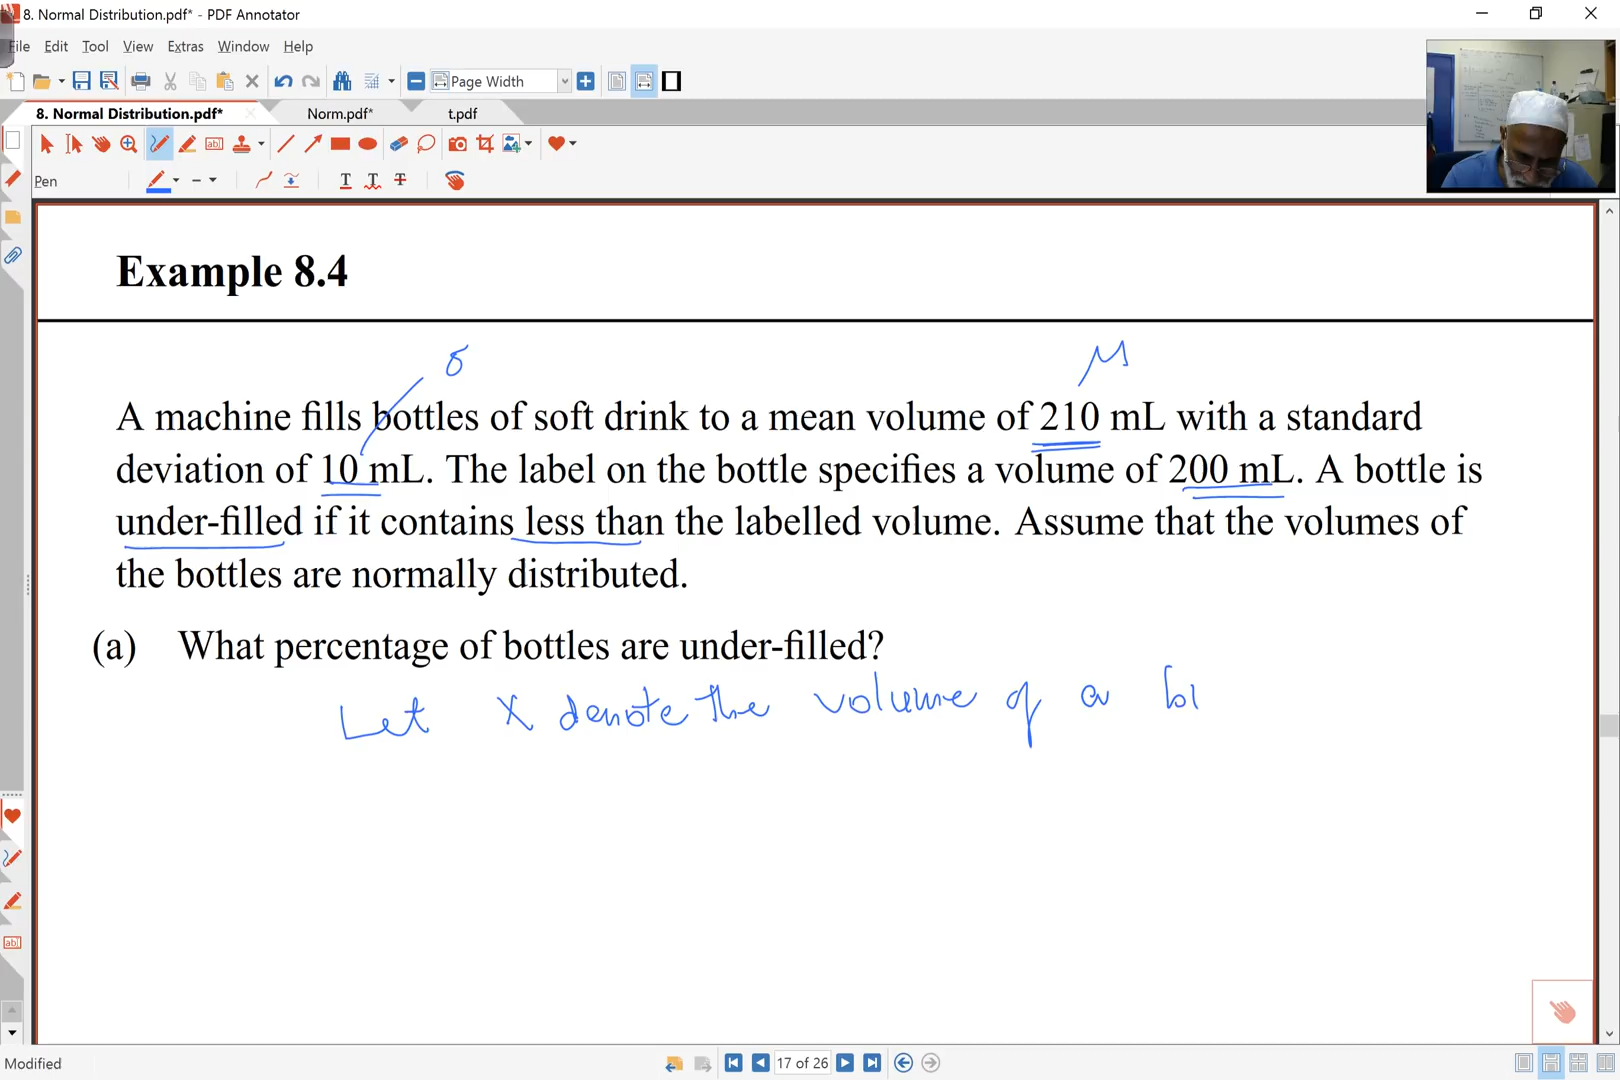 8. Normal Distribution.pdf* - PDF Annotator
File Edit Tool View Extras Window Help
Page Width
8. Normal Distribution.pdf* Norm.pdf* t.pdf
Pen
Example 8.4
σ μ
A machine fills bottles of soft drink to a mean volume of 210 mL with a standard
deviation of 10 mL. The label on the bottle specifies a volume of 200 mL. A bottle is
under-filled if it contains less than the labelled volume. Assume that the volumes of
the bottles are normally distributed.
(a) What percentage of bottles are under-filled?
Let X denote the volume of a bl
Modified 17 of 26